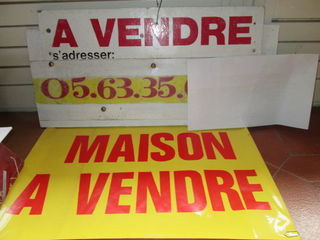 A VENDRE
s'adresser:
05.63.35.
MAISON
A VENDRE